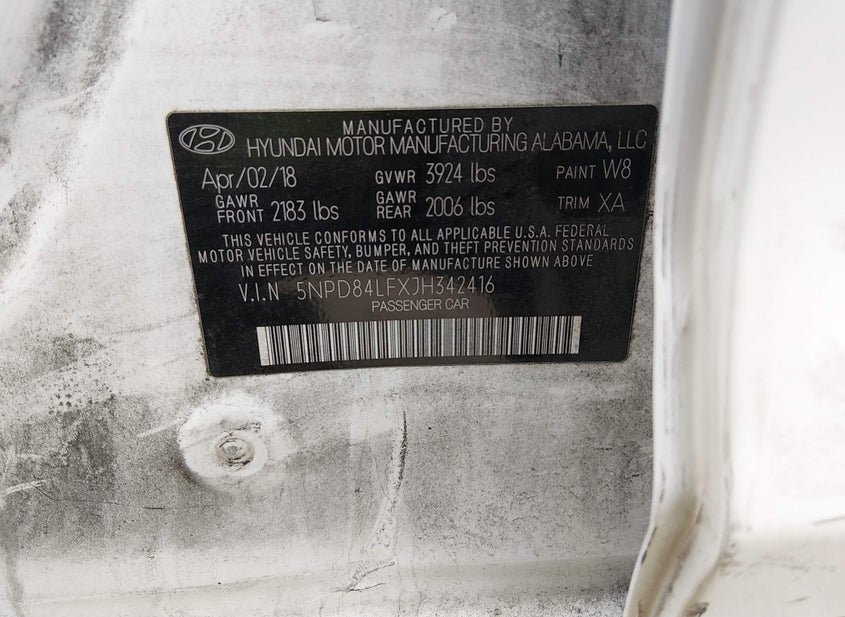 MANUFACTURED BY
HYUNDAI MOTOR MANUFACTURING ALABAMA, LLC
Apr/02/18 GVWR 3924 lbs PAINT W8
GAWR FRONT 2183 lbs GAWR REAR 2006 lbs TRIM XA
THIS VEHICLE CONFORMS TO ALL APPLICABLE U.S.A. FEDERAL
MOTOR VEHICLE SAFETY, BUMPER, AND THEFT PREVENTION STANDARDS
IN EFFECT ON THE DATE OF MANUFACTURE SHOWN ABOVE
V.I.N 5NPD84LFXJH342416
PASSENGER CAR